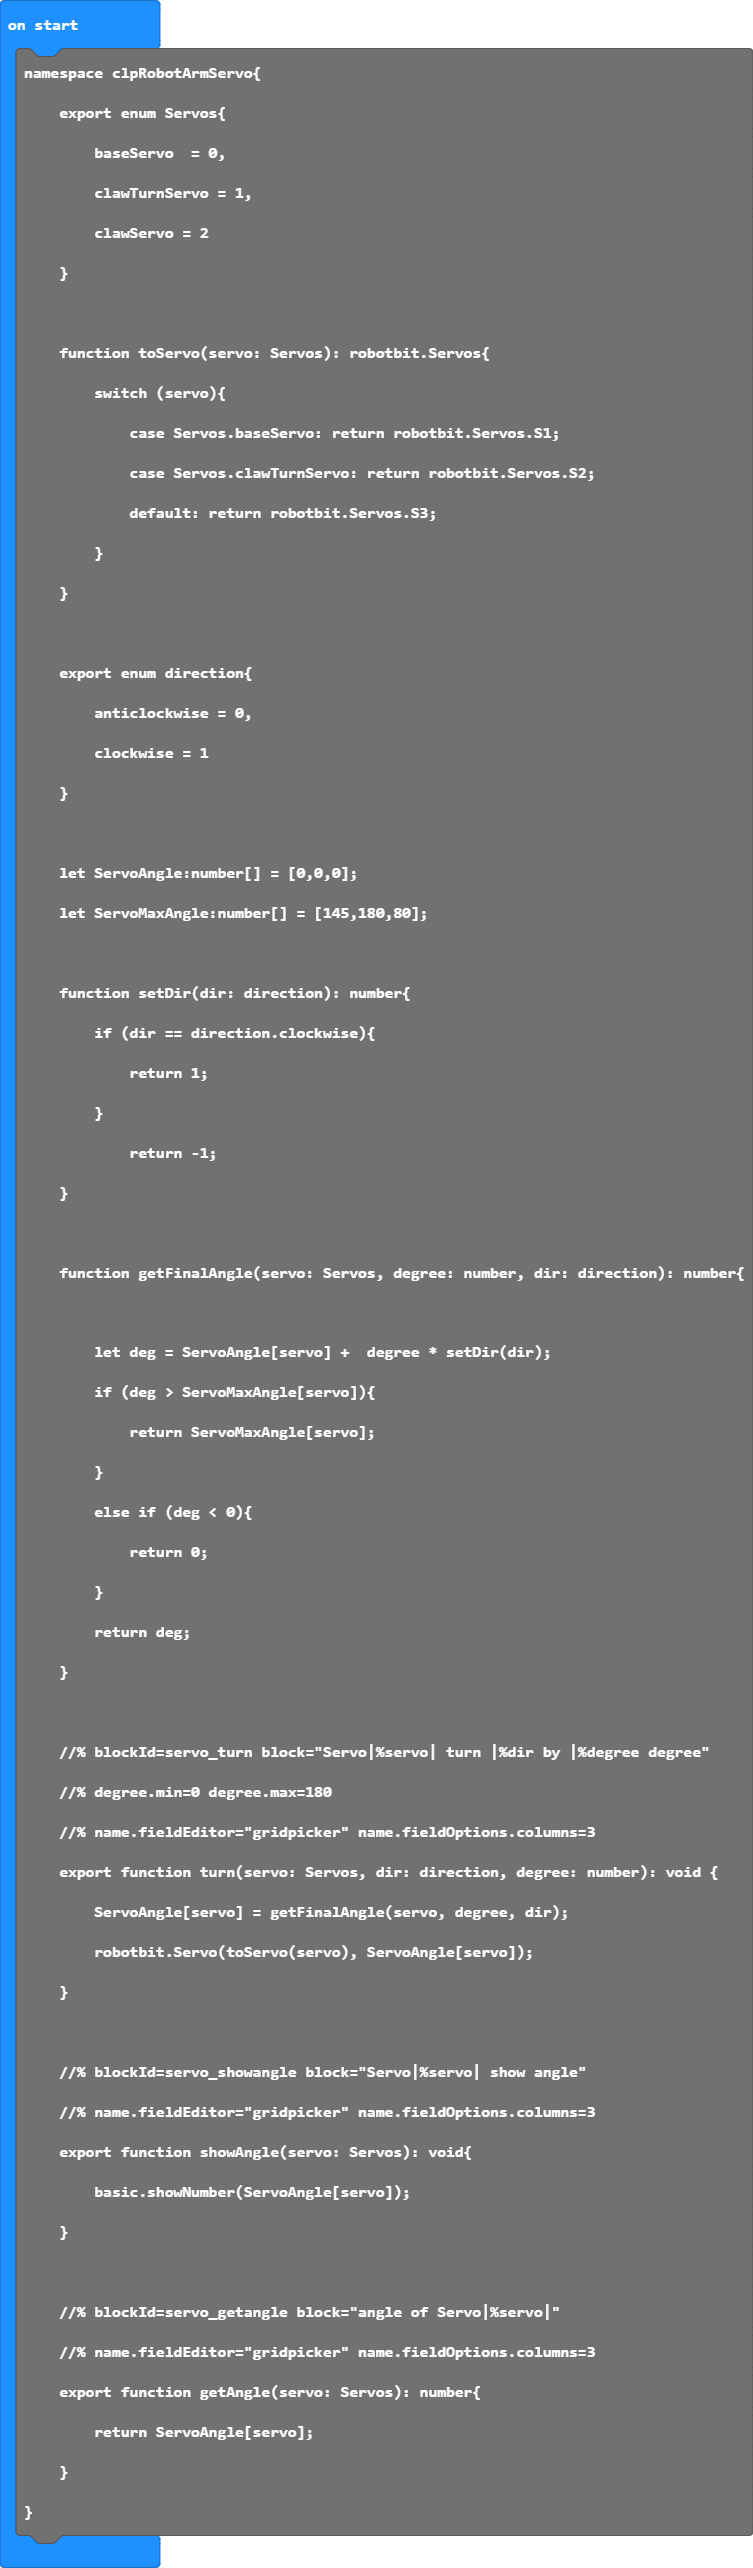 on start
namespace clpRobotArmServo{
export enum Servos{
baseServo  = 0,
clawTurnServo = 1,
clawServo = 2
}
function toServo(servo: Servos): robotbit.Servos{
switch (servo){
case Servos.baseServo: return robotbit.Servos.S1;
case Servos.clawTurnServo: return robotbit.Servos.S2;
default: return robotbit.Servos.S3;
}
}
export enum direction{
anticlockwise = 0,
clockwise = 1
}
let ServoAngle:number[] = [0,0,0];
let ServoMaxAngle:number[] = [145,180,80];
function setDir(dir: direction): number{
if (dir == direction.clockwise){
return 1;
}
return -1;
}
function getFinalAngle(servo: Servos, degree: number, dir: direction): number{
let deg = ServoAngle[servo] +  degree * setDir(dir);
if (deg > ServoMaxAngle[servo]){
return ServoMaxAngle[servo];
}
else if (deg < 0){
return 0;
}
return deg;
}
//% blockId=servo_turn block="Servo|%servo| turn |%dir by |%degree degree"
//% degree.min=0 degree.max=180
//% name.fieldEditor="gridpicker" name.fieldOptions.columns=3
export function turn(servo: Servos, dir: direction, degree: number): void {
ServoAngle[servo] = getFinalAngle(servo, degree, dir);
robotbit.Servo(toServo(servo), ServoAngle[servo]);
}
//% blockId=servo_showangle block="Servo|%servo| show angle"
//% name.fieldEditor="gridpicker" name.fieldOptions.columns=3
export function showAngle(servo: Servos): void{
basic.showNumber(ServoAngle[servo]);
}
//% blockId=servo_getangle block="angle of Servo|%servo|"
//% name.fieldEditor="gridpicker" name.fieldOptions.columns=3
export function getAngle(servo: Servos): number{
return ServoAngle[servo];
}
}